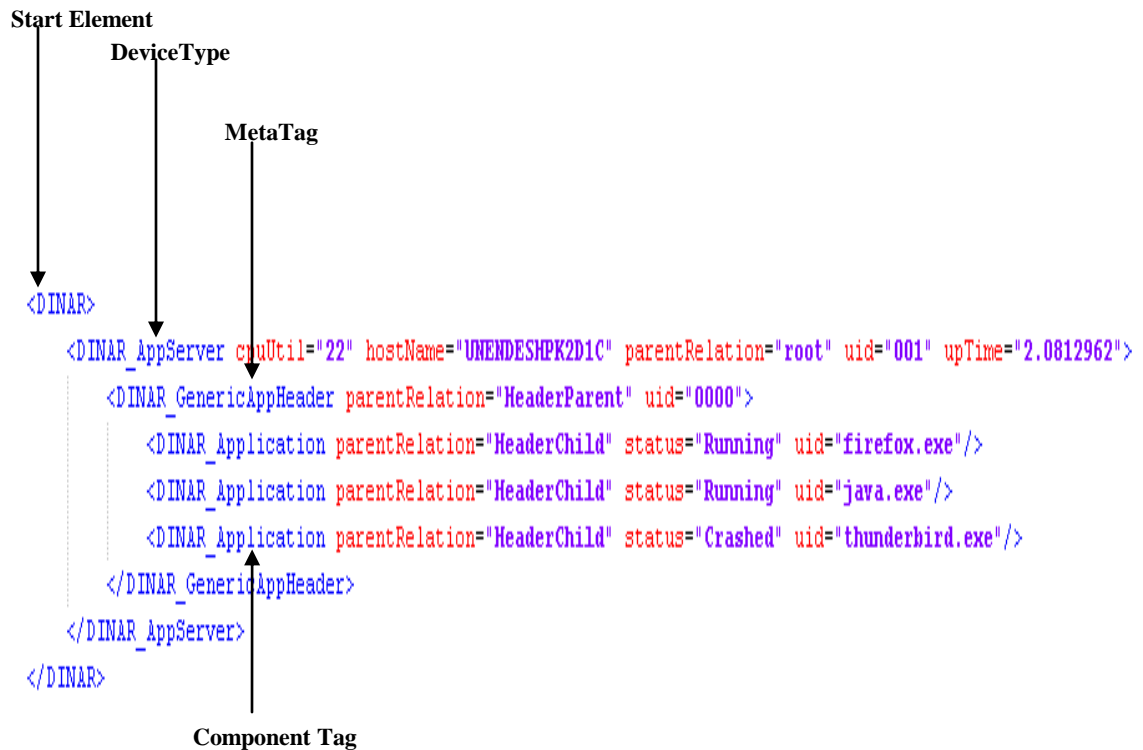 Start Element
DeviceType
MetaTag
<DINAR>
<DINAR_AppServer cpuUtil="22" hostName="UNENDESHPK2D1C" parentRelation="root" uid="001" upTime="2.0812962">
<DINAR_GenericAppHeader parentRelation="HeaderParent" uid="0000">
<DINAR_Application parentRelation="HeaderChild" status="Running" uid="firefox.exe"/>
<DINAR_Application parentRelation="HeaderChild" status="Running" uid="java.exe"/>
<DINAR_Application parentRelation="HeaderChild" status="Crashed" uid="thunderbird.exe"/>
</DINAR_GenericAppHeader>
</DINAR_AppServer>
</DINAR>
Component Tag